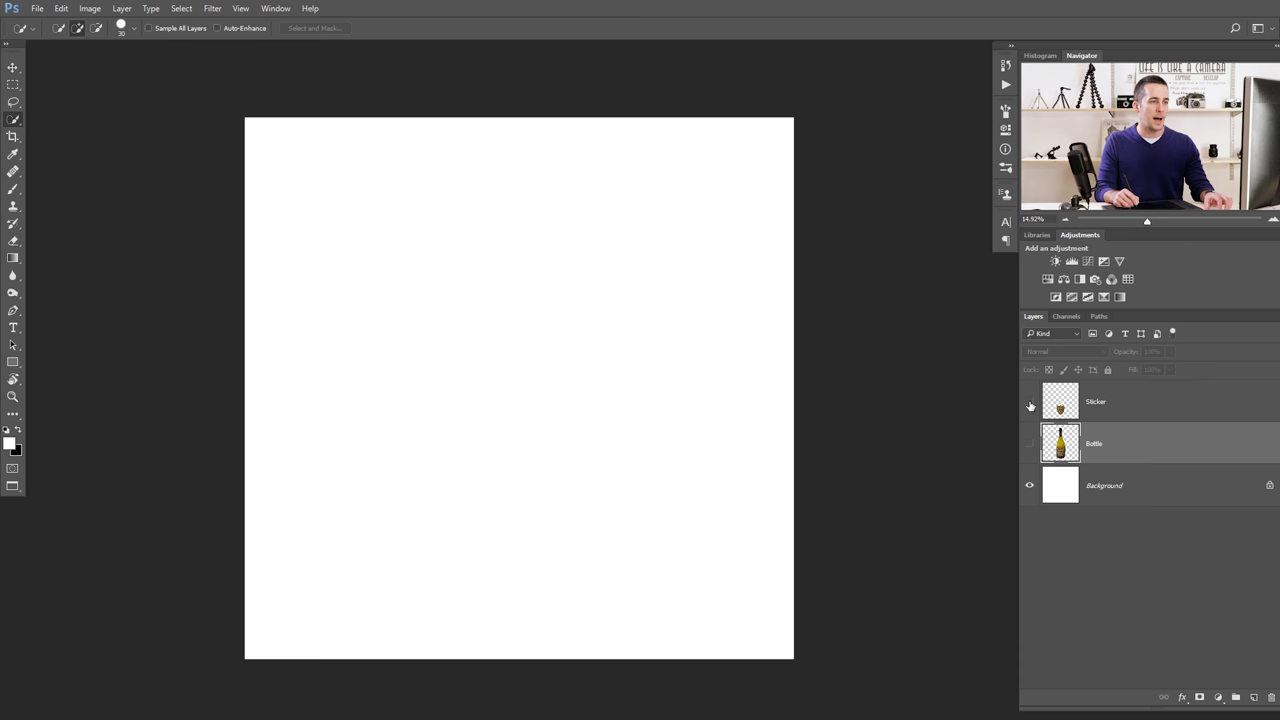 Ps File Edit Image Layer Type Select Filter View Window Help
30 Sample All Layers Auto-Enhance Select and Mask...
Histogram Navigator
LIFE IS LIKE A CAMERA
14.92%
Libraries Adjustments
Add an adjustment
Layers Channels Paths
Kind
Normal Opacity: 100%
Lock: Fill: 100%
Sticker
Bottle
Background